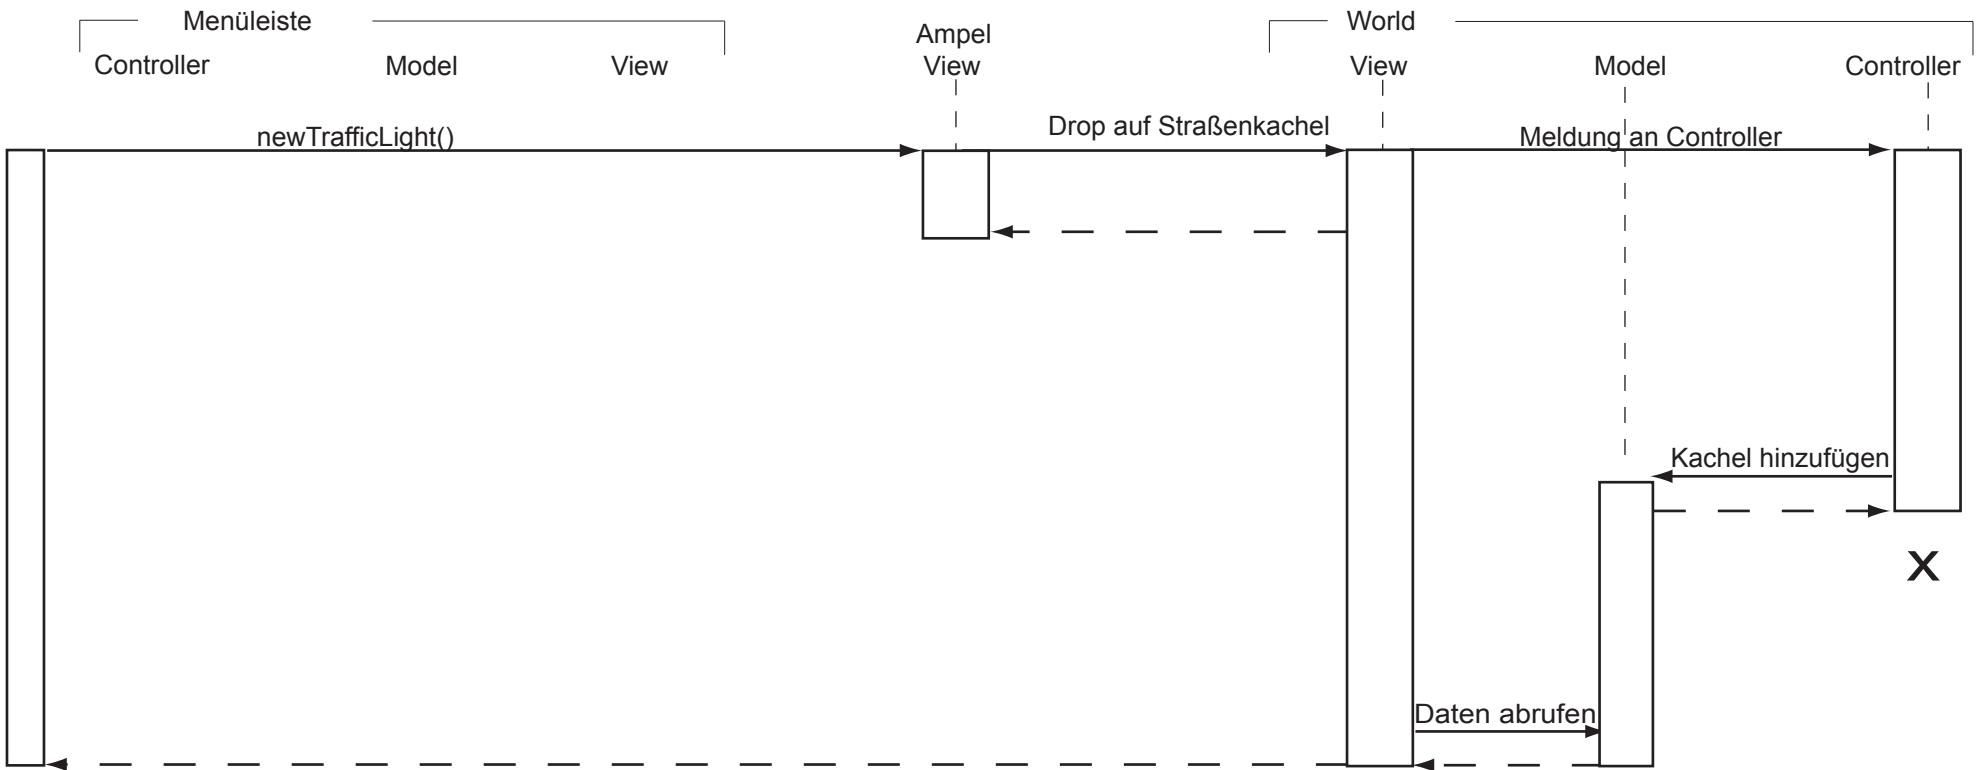 Menüleiste
World
Ampel
Controller
Model
View
View
View
Model
Controller
newTrafficLight()
Drop auf Straßenkachel
Meldung an Controller
Kachel hinzufügen
X
Daten abrufen